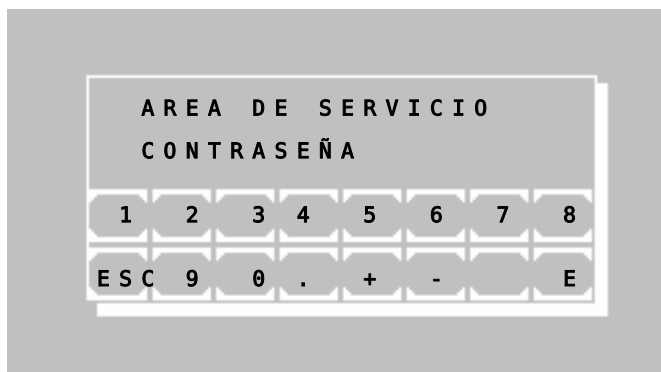 AREA DE SERVICIO
CONTRASEÑA
1 2 3 4 5 6 7 8
ESC 9 0 . + - E